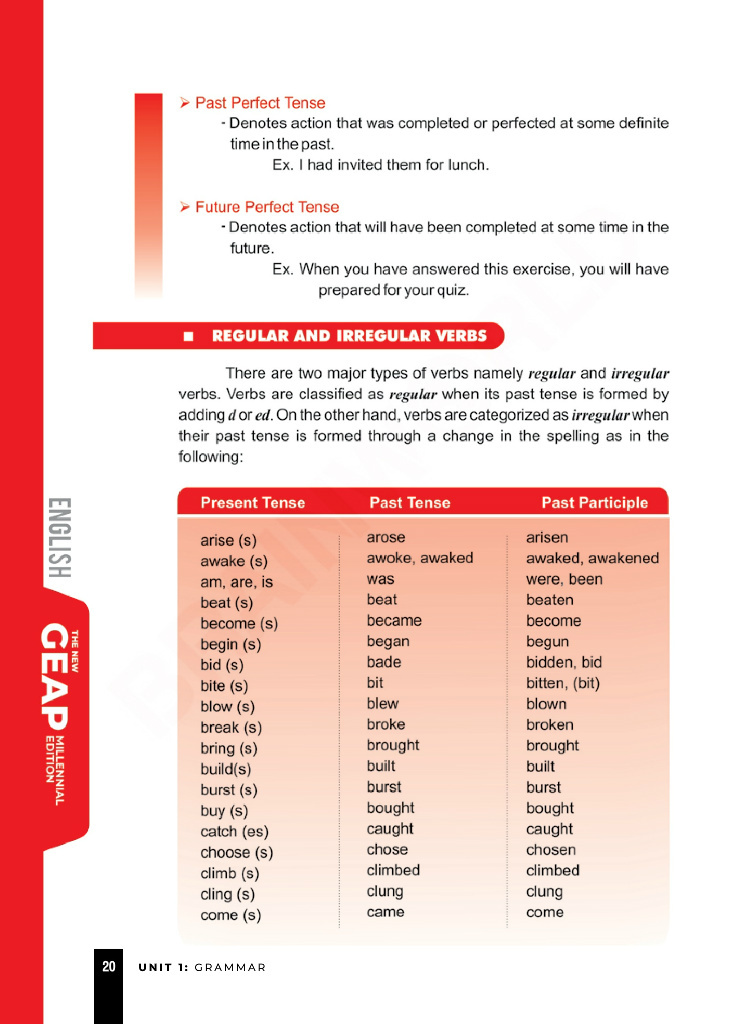 ➢ Past Perfect Tense
- Denotes action that was completed or perfected at some definite
time in the past.
Ex. I had invited them for lunch.
➢ Future Perfect Tense
- Denotes action that will have been completed at some time in the
future.
Ex. When you have answered this exercise, you will have
prepared for your quiz.
■ REGULAR AND IRREGULAR VERBS
There are two major types of verbs namely regular and irregular
verbs. Verbs are classified as regular when its past tense is formed by
adding d or ed. On the other hand, verbs are categorized as irregular when
their past tense is formed through a change in the spelling as in the
following:
Present Tense Past Tense Past Participle
arise (s) arose arisen
awake (s) awoke, awaked awaked, awakened
am, are, is was were, been
beat (s) beat beaten
become (s) became become
begin (s) began begun
bid (s) bade bidden, bid
bite (s) bit bitten, (bit)
blow (s) blew blown
break (s) broke broken
bring (s) brought brought
build(s) built built
burst (s) burst burst
buy (s) bought bought
catch (es) caught caught
choose (s) chose chosen
climb (s) climbed climbed
cling (s) clung clung
come (s) came come
ENGLISH
THE NEW
GEAP
MILLENNIAL
EDITION
20 UNIT 1: GRAMMAR